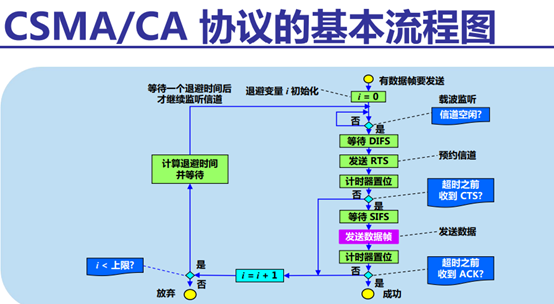 CSMA/CA 协议的基本流程图
有数据帧要发送
等待一个退避时间后
才继续监听信道
退避变量 i 初始化
i = 0
载波监听
否
信道空闲?
是
等待 DIFS
发送 RTS
预约信道
计算退避时间
并等待
计时器置位
超时之前
收到 CTS?
否
是
等待 SIFS
发送数据帧
发送数据
计时器置位
i < 上限?
是
i = i + 1
否
超时之前
收到 ACK?
否
是
放弃
成功